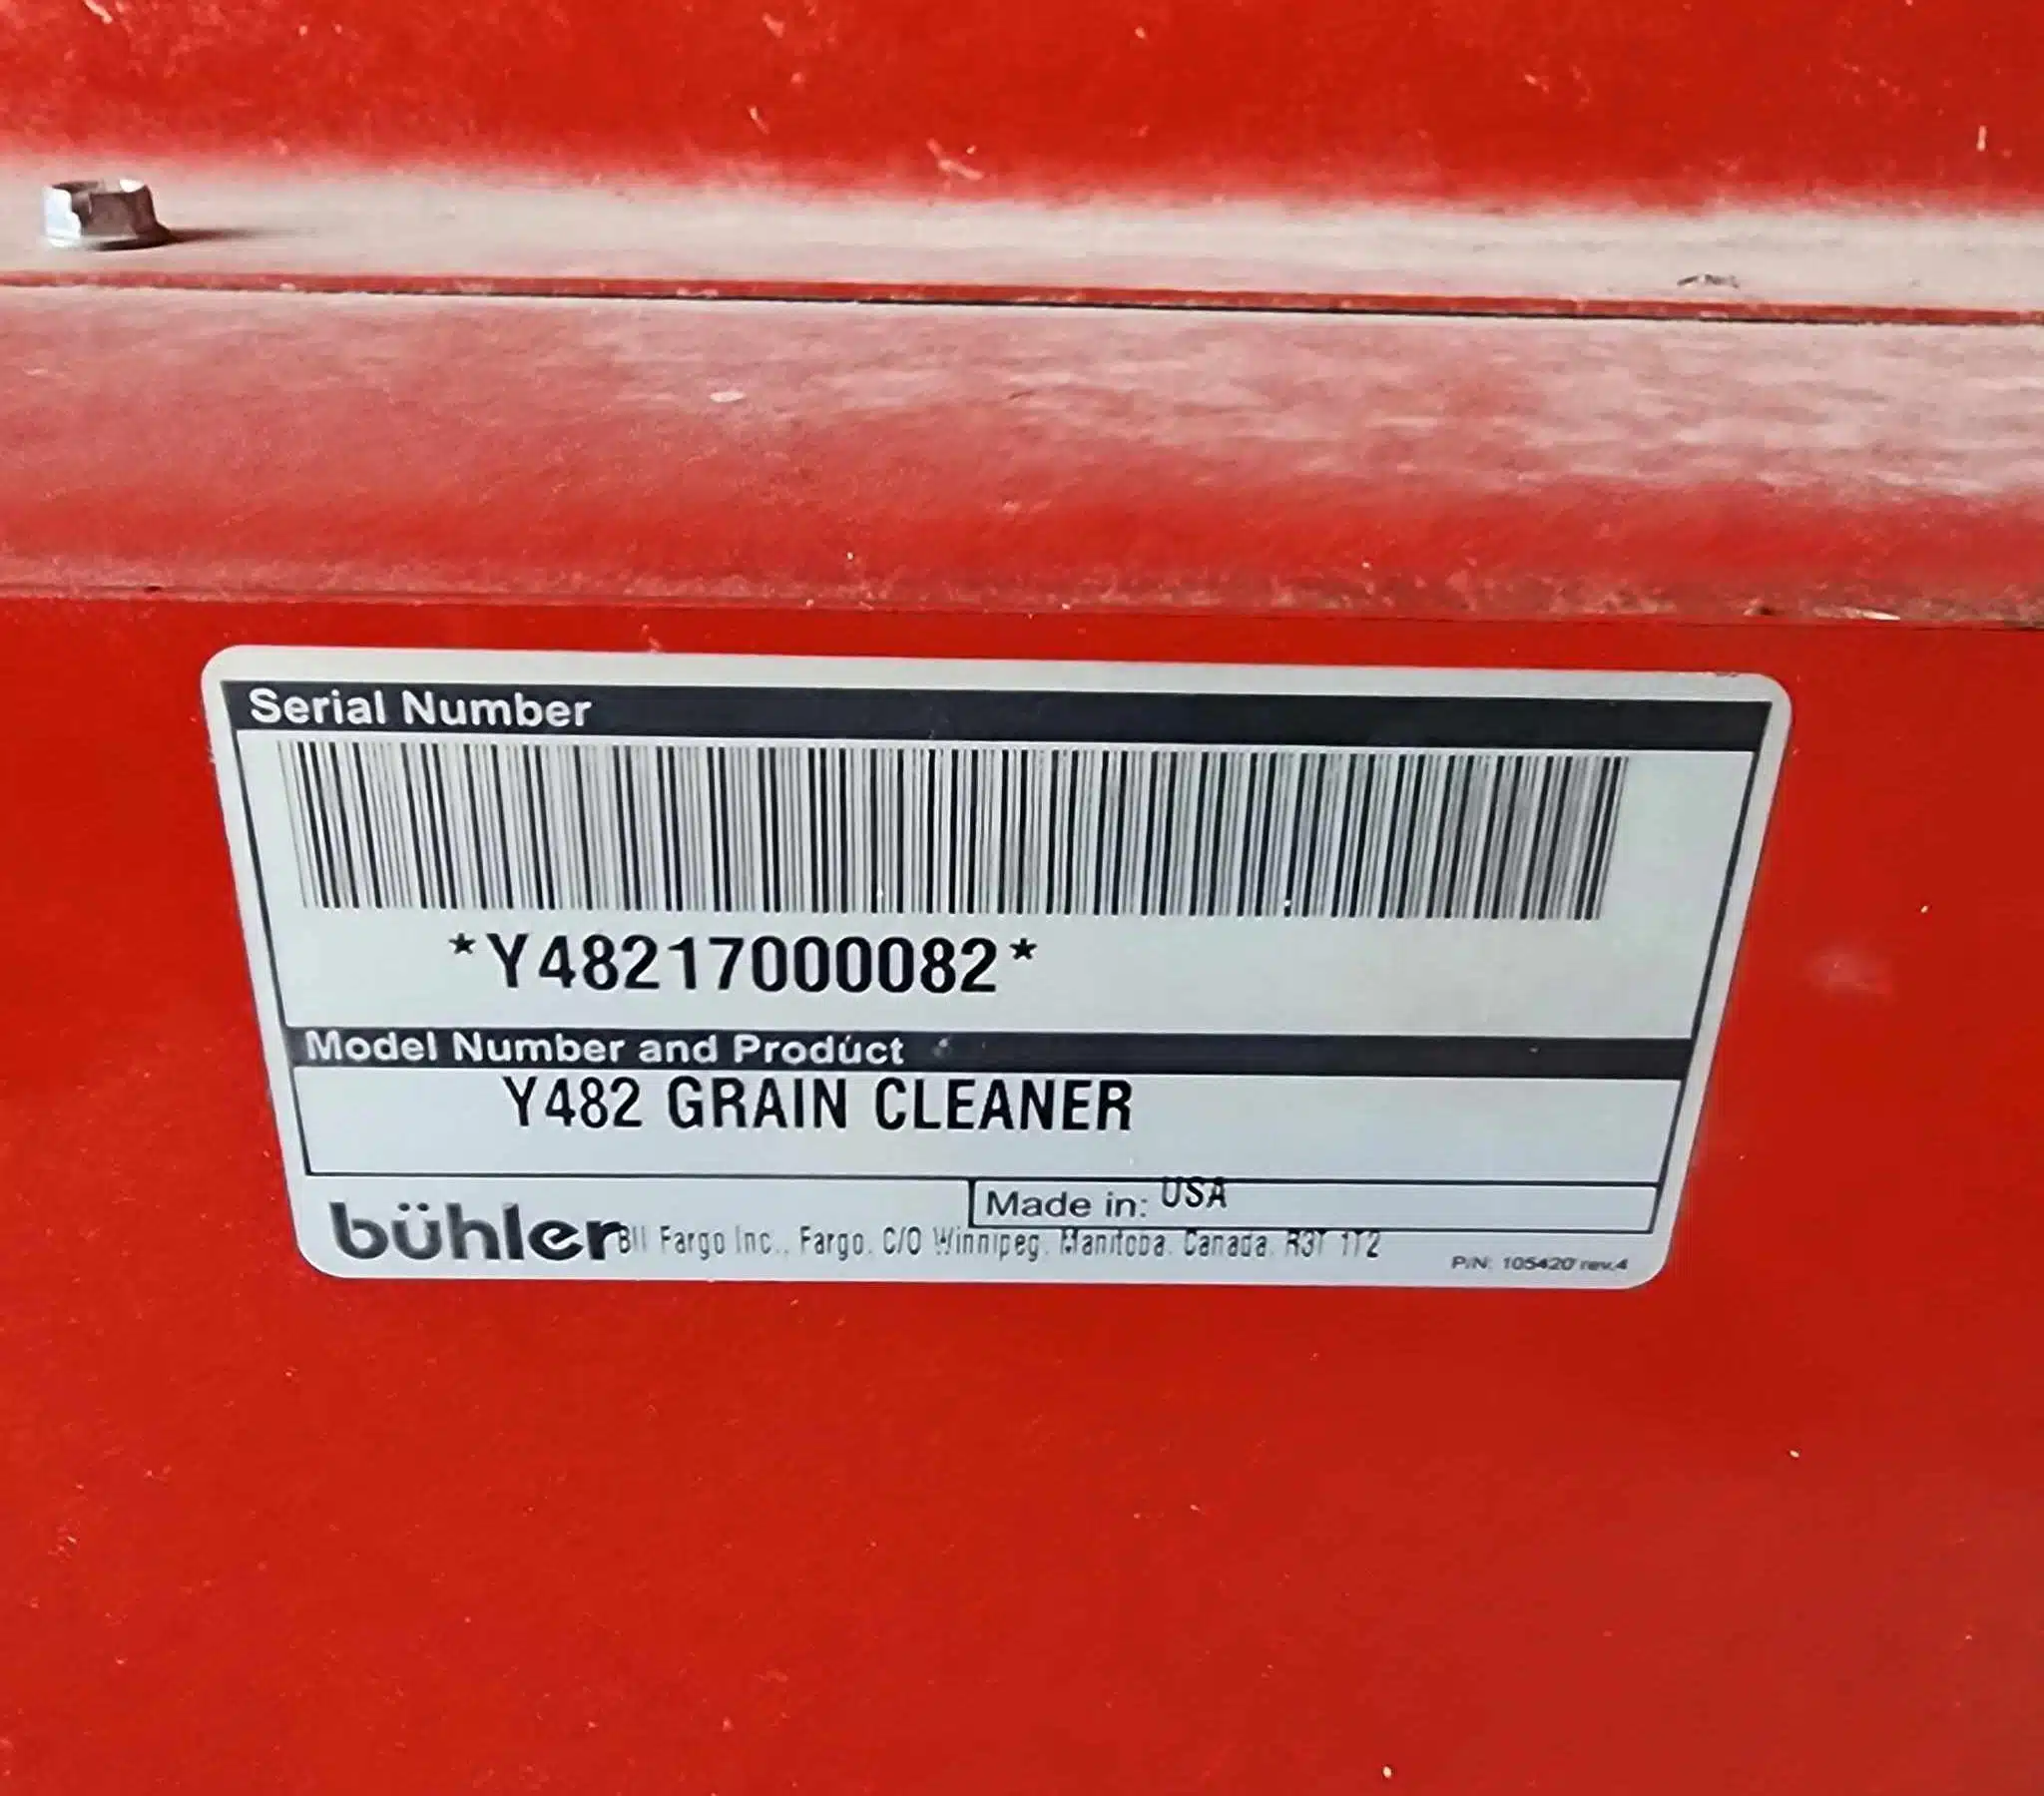 Serial Number
*Y48217000082*
Model Number and Product
Y482 GRAIN CLEANER
Made in: USA
bühler BII Fargo Inc., Fargo, C/O Winnipeg, Manitoba, Canada, R3T 1T2
P/N: 105420 rev.4